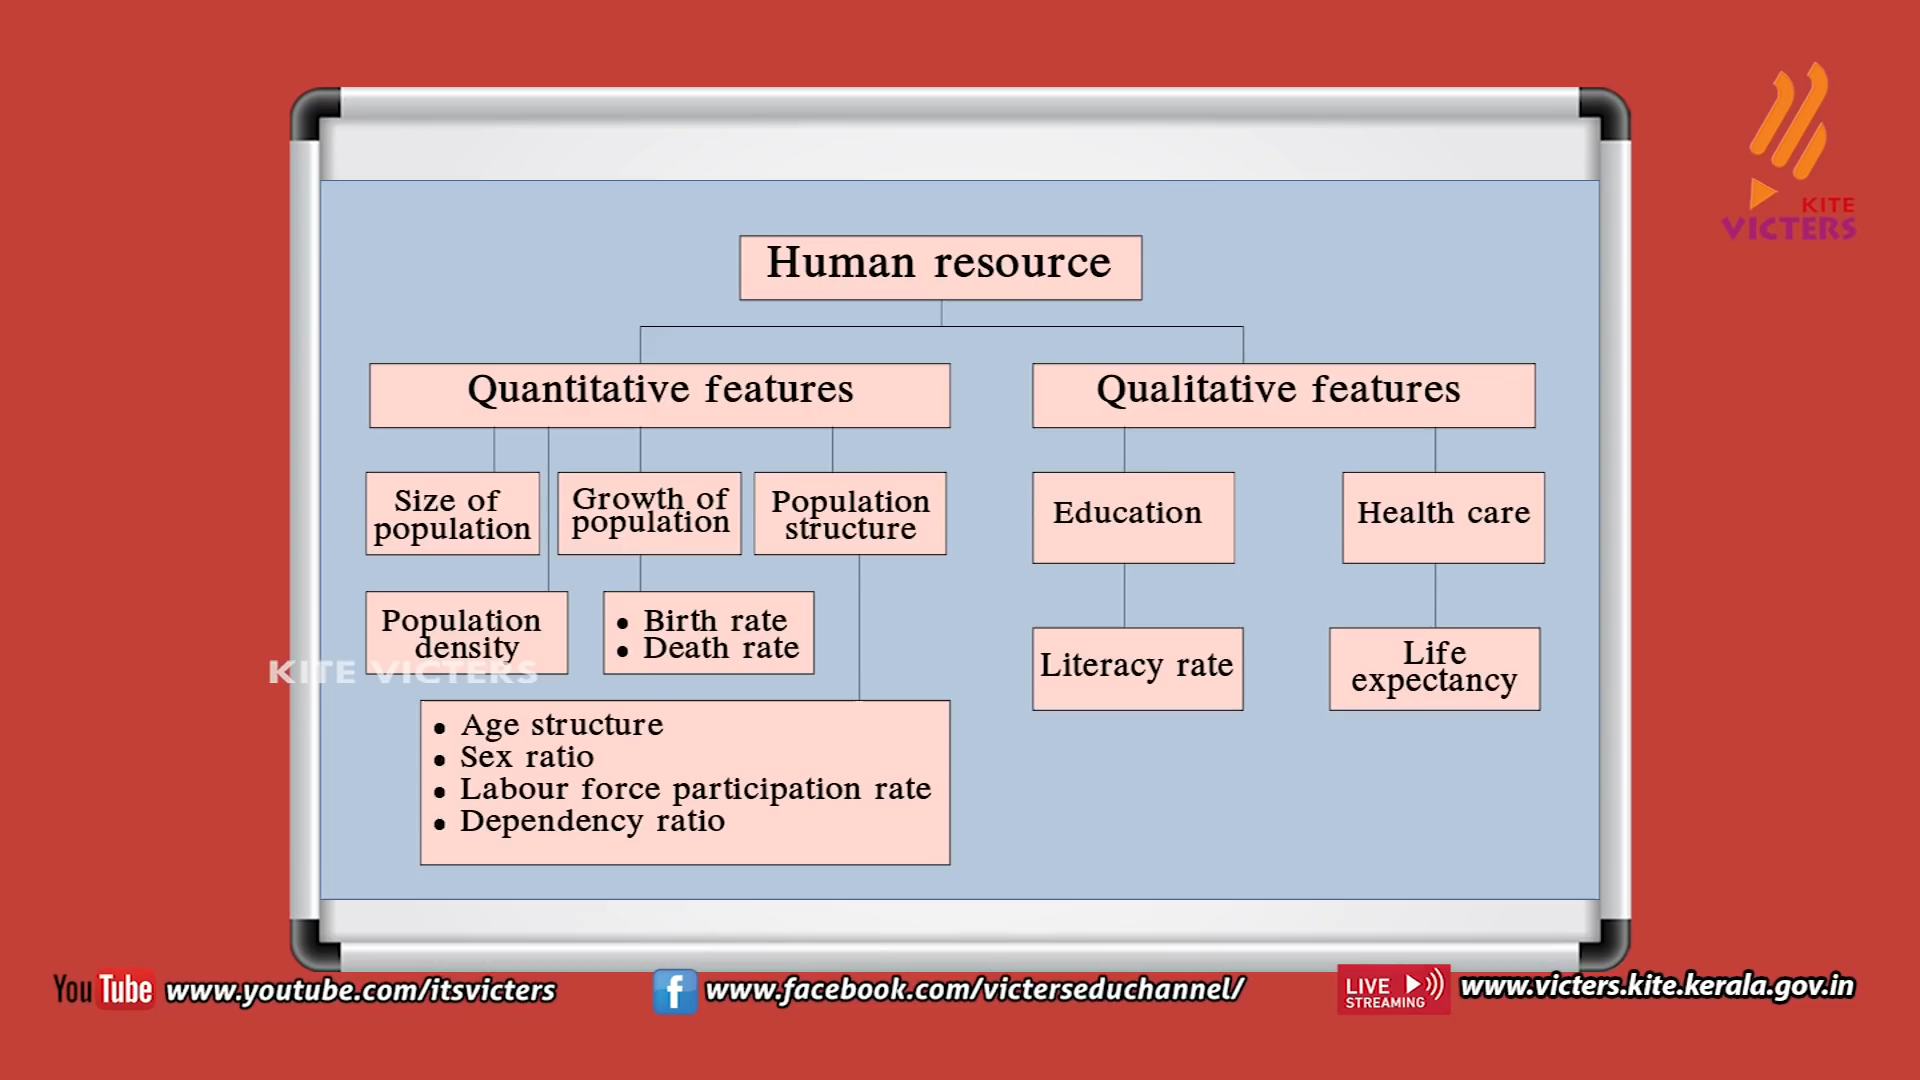 KITE
VICTERS
Human resource
Quantitative features
Qualitative features
Size of
population
Growth of
population
Population
structure
Education
Health care
Population
density
• Birth rate
• Death rate
Literacy rate
Life
expectancy
KITE VICTERS
• Age structure
• Sex ratio
• Labour force participation rate
• Dependency ratio
YouTube www.youtube.com/itsvicters
f www.facebook.com/victerseduchannel/
LIVE
STREAMING
www.victers.kite.kerala.gov.in